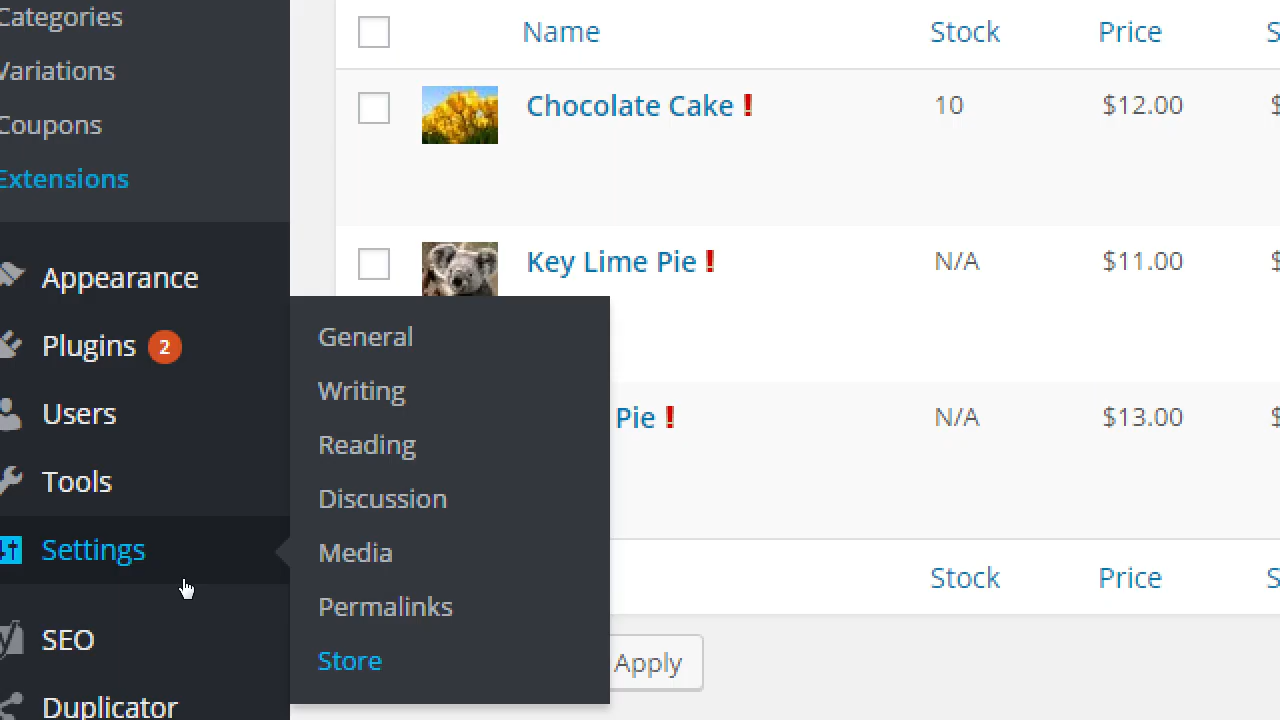 Categories
Variations
Coupons
Extensions
Appearance
Plugins 2
Users
Tools
Settings
SEO
Duplicator
General
Writing
Reading
Discussion
Media
Permalinks
Store
Name Stock Price S
Chocolate Cake ! 10 $12.00 $
Key Lime Pie ! N/A $11.00 $
Pie ! N/A $13.00 $
Stock Price S
Apply